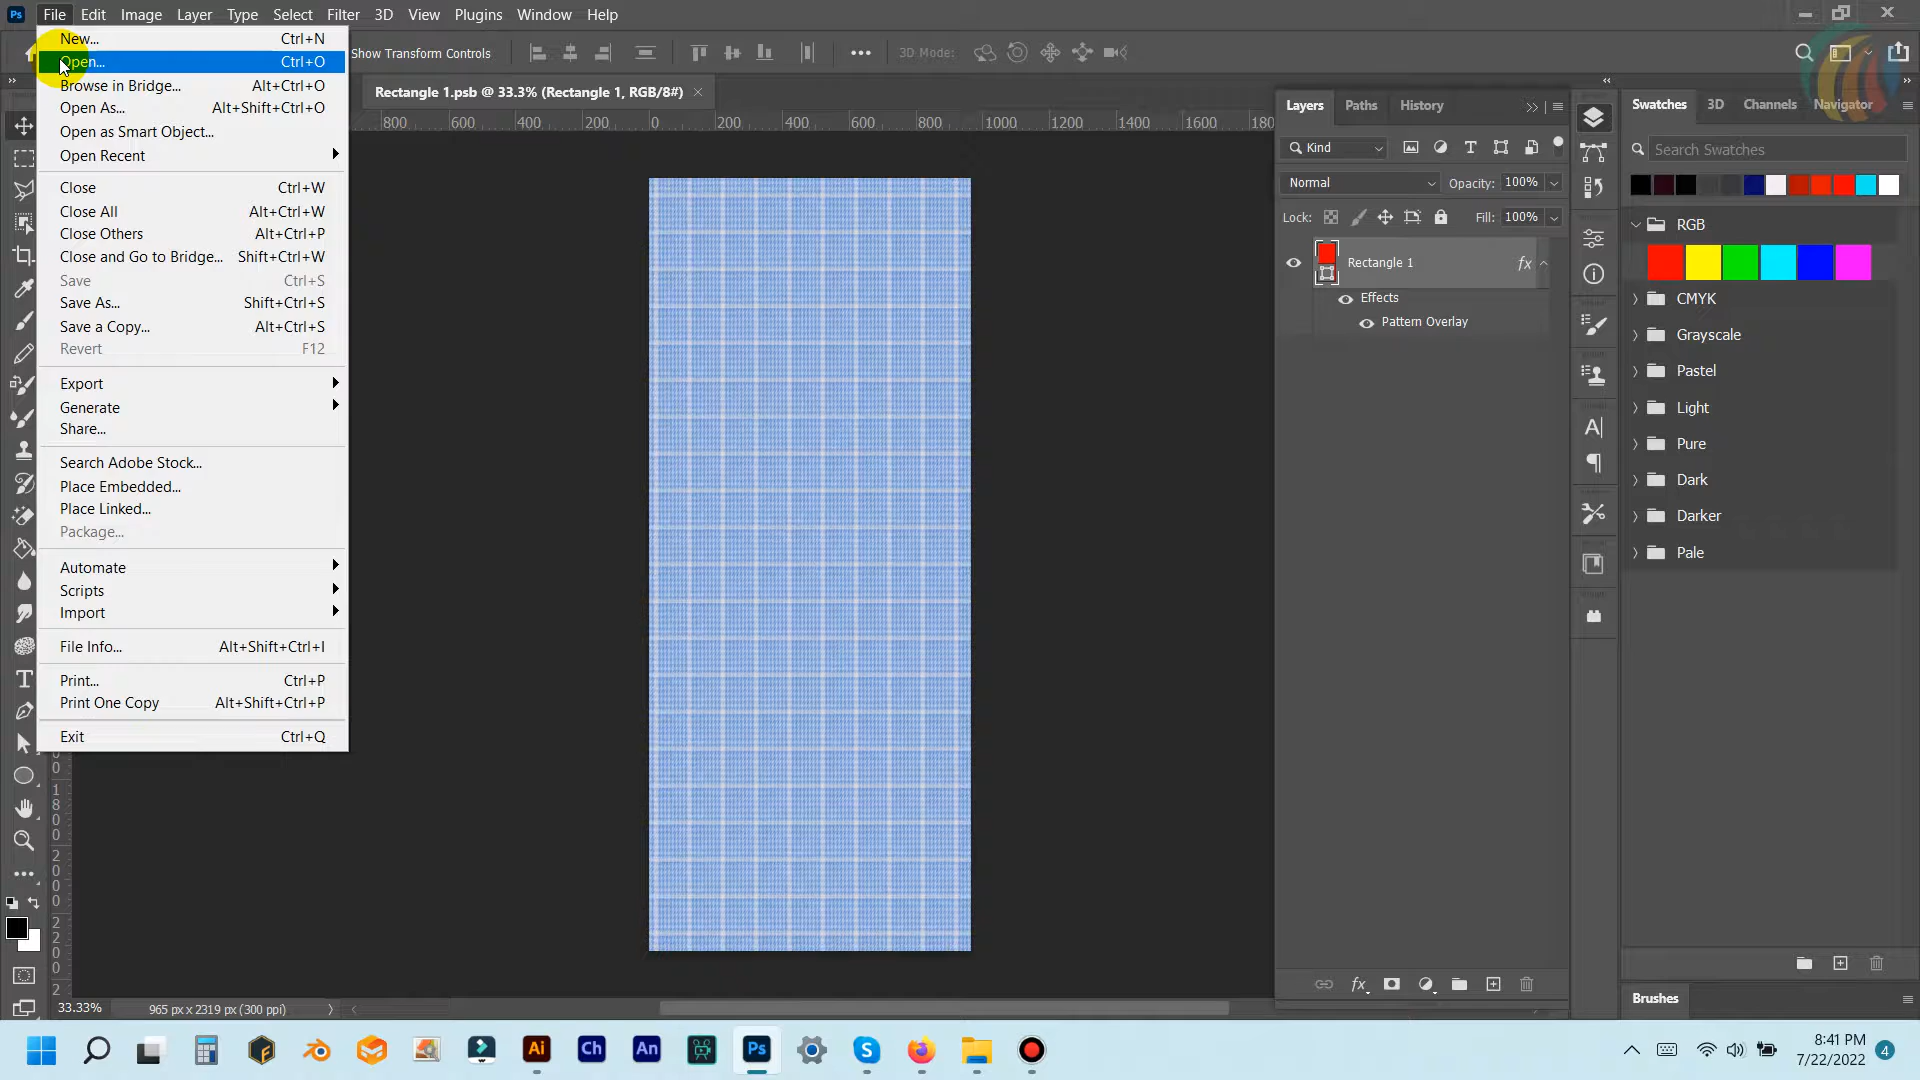 Ps File Edit Image Layer Type Select Filter 3D View Plugins Window Help
Show Transform Controls 3D Mode:
New... Ctrl+N
Open... Ctrl+O
Browse in Bridge... Alt+Ctrl+O
Open As... Alt+Shift+Ctrl+O
Open as Smart Object...
Open Recent
Close Ctrl+W
Close All Alt+Ctrl+W
Close Others Alt+Ctrl+P
Close and Go to Bridge... Shift+Ctrl+W
Save Ctrl+S
Save As... Shift+Ctrl+S
Save a Copy... Alt+Ctrl+S
Revert F12
Export
Generate
Share...
Search Adobe Stock...
Place Embedded...
Place Linked...
Package...
Automate
Scripts
Import
File Info... Alt+Shift+Ctrl+I
Print... Ctrl+P
Print One Copy Alt+Shift+Ctrl+P
Exit Ctrl+Q
Rectangle 1.psb @ 33.3% (Rectangle 1, RGB/8#)
800 600 400 200 0 200 400 600 800 1000 1200 1400 1600
Layers Paths History
Kind
Normal Opacity: 100%
Lock: Fill: 100%
Rectangle 1 fx
Effects
Pattern Overlay
Swatches 3D Channels Navigator
Search Swatches
RGB
CMYK
Grayscale
Pastel
Light
Pure
Dark
Darker
Pale
Brushes
33.33% 965 px x 2319 px (300 ppi)
Ai Ch An Ps
8:41 PM
7/22/2022
4